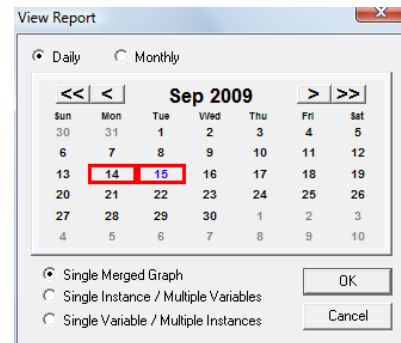 View Report X
Daily Monthly
<< < Sep 2009 > >>
Sun Mon Tue Wed Thu Fri Sat
30 31 1 2 3 4 5
6 7 8 9 10 11 12
13 14 15 16 17 18 19
20 21 22 23 24 25 26
27 28 29 30 1 2 3
4 5 6 7 8 9 10
Single Merged Graph
OK
Single Instance / Multiple Variables
Single Variable / Multiple Instances
Cancel